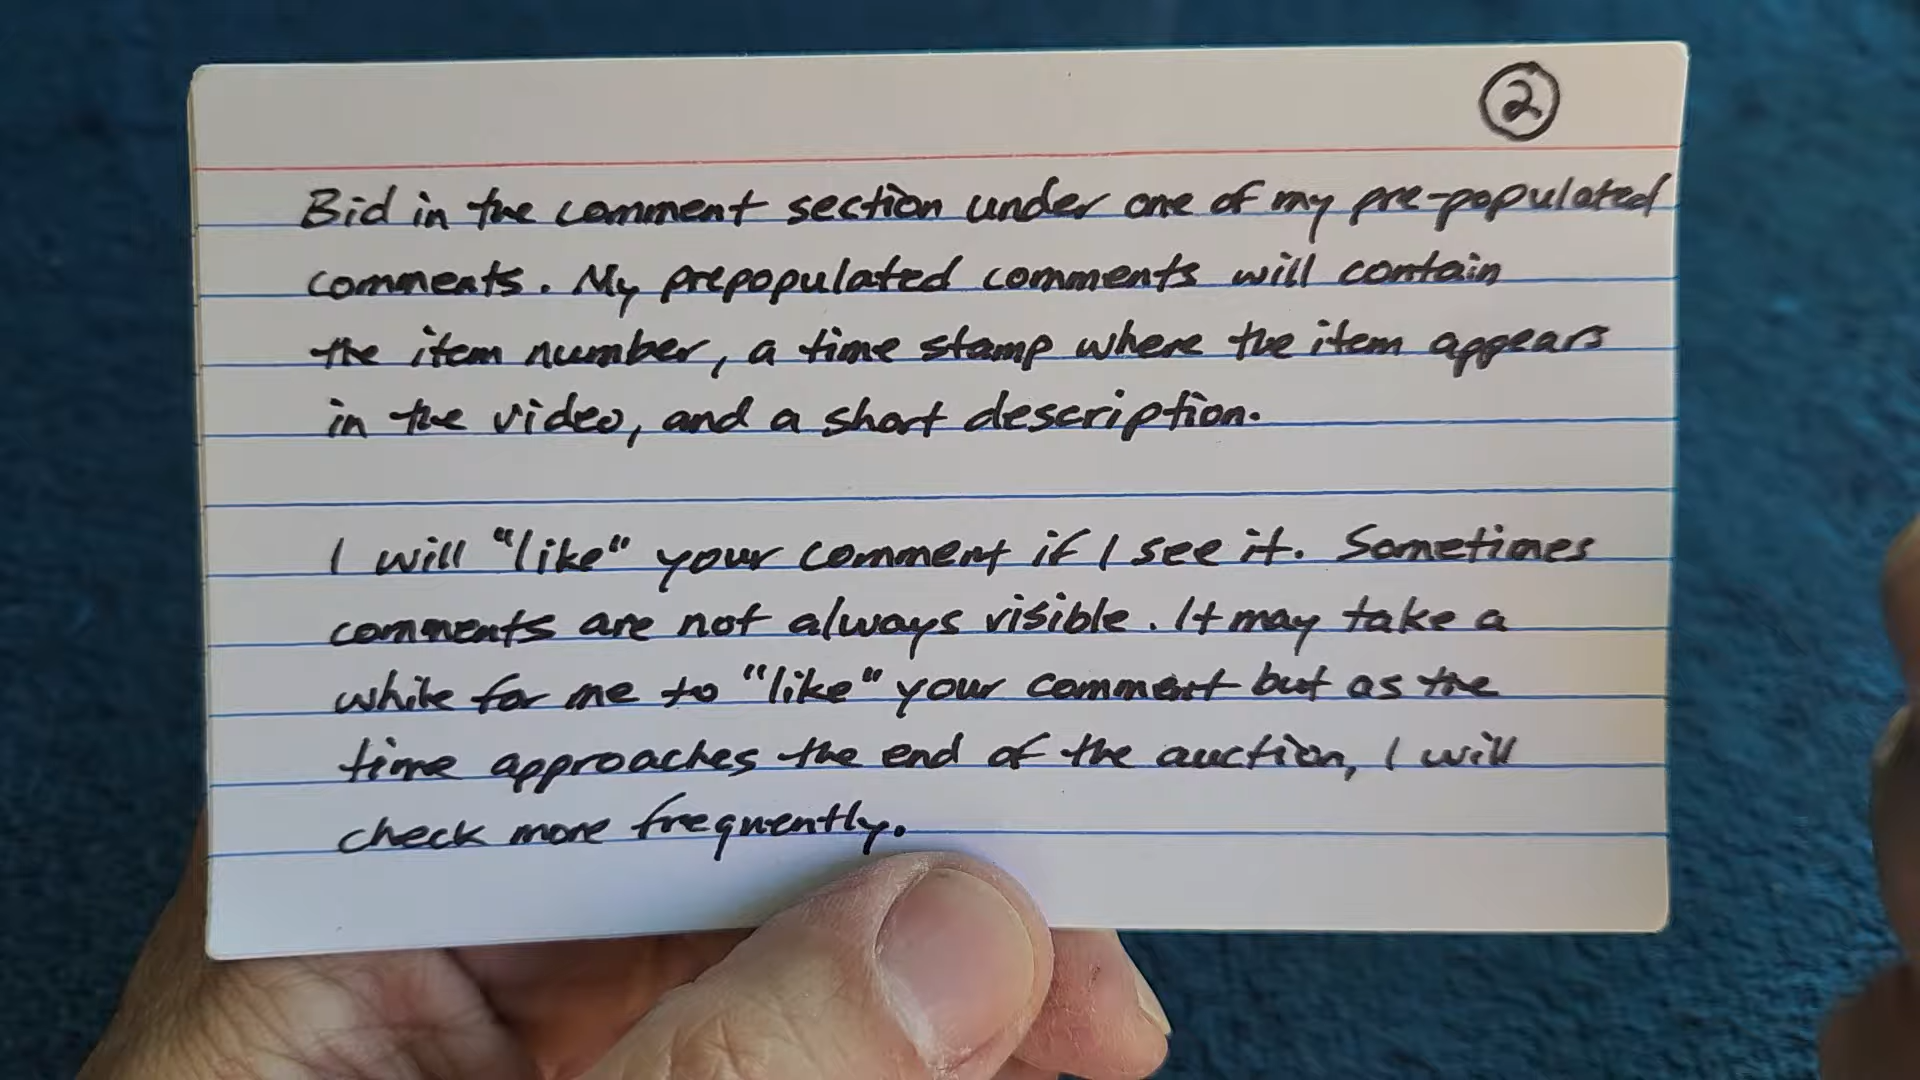 2
Bid in the comment section under one of my pre-populated
comments. My prepopulated comments will contain
the item number, a time stamp where the item appears
in the video, and a short description.
I will "like" your comment if I see it. Sometimes
comments are not always visible. It may take a
while for me to "like" your comment but as the
time approaches the end of the auction, I will
check more frequently.